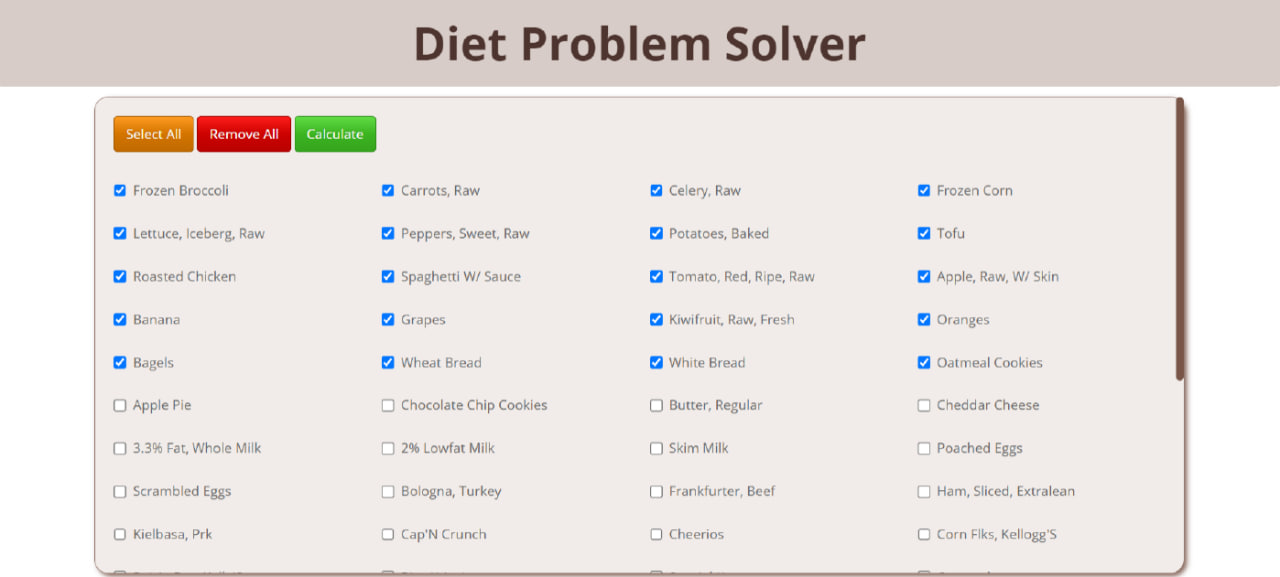 Diet Problem Solver
Select All Remove All Calculate
Frozen Broccoli Carrots, Raw Celery, Raw Frozen Corn
Lettuce, Iceberg, Raw Peppers, Sweet, Raw Potatoes, Baked Tofu
Roasted Chicken Spaghetti W/ Sauce Tomato, Red, Ripe, Raw Apple, Raw, W/ Skin
Banana Grapes Kiwifruit, Raw, Fresh Oranges
Bagels Wheat Bread White Bread Oatmeal Cookies
Apple Pie Chocolate Chip Cookies Butter, Regular Cheddar Cheese
3.3% Fat, Whole Milk 2% Lowfat Milk Skim Milk Poached Eggs
Scrambled Eggs Bologna, Turkey Frankfurter, Beef Ham, Sliced, Extralean
Kielbasa, Prk Cap'N Crunch Cheerios Corn Flks, Kellogg'S